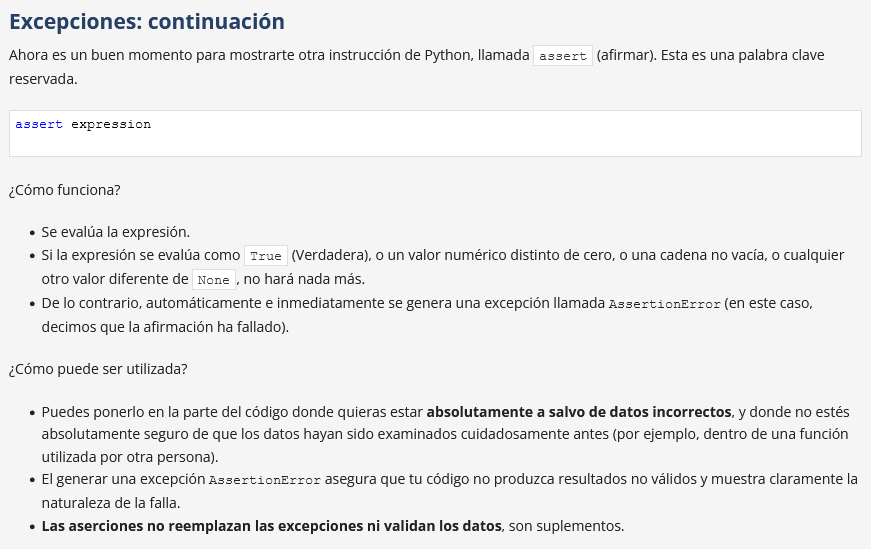 Excepciones: continuación
Ahora es un buen momento para mostrarte otra instrucción de Python, llamada assert (afirmar). Esta es una palabra clave
reservada.
assert expression
¿Cómo funciona?
• Se evalúa la expresión.
• Si la expresión se evalúa como True (Verdadera), o un valor numérico distinto de cero, o una cadena no vacía, o cualquier
otro valor diferente de None, no hará nada más.
• De lo contrario, automáticamente e inmediatamente se genera una excepción llamada AssertionError (en este caso,
decimos que la afirmación ha fallado).
¿Cómo puede ser utilizada?
• Puedes ponerlo en la parte del código donde quieras estar absolutamente a salvo de datos incorrectos, y donde no estés
absolutamente seguro de que los datos hayan sido examinados cuidadosamente antes (por ejemplo, dentro de una función
utilizada por otra persona).
• El generar una excepción AssertionError asegura que tu código no produzca resultados no válidos y muestra claramente la
naturaleza de la falla.
• Las aserciones no reemplazan las excepciones ni validan los datos, son suplementos.